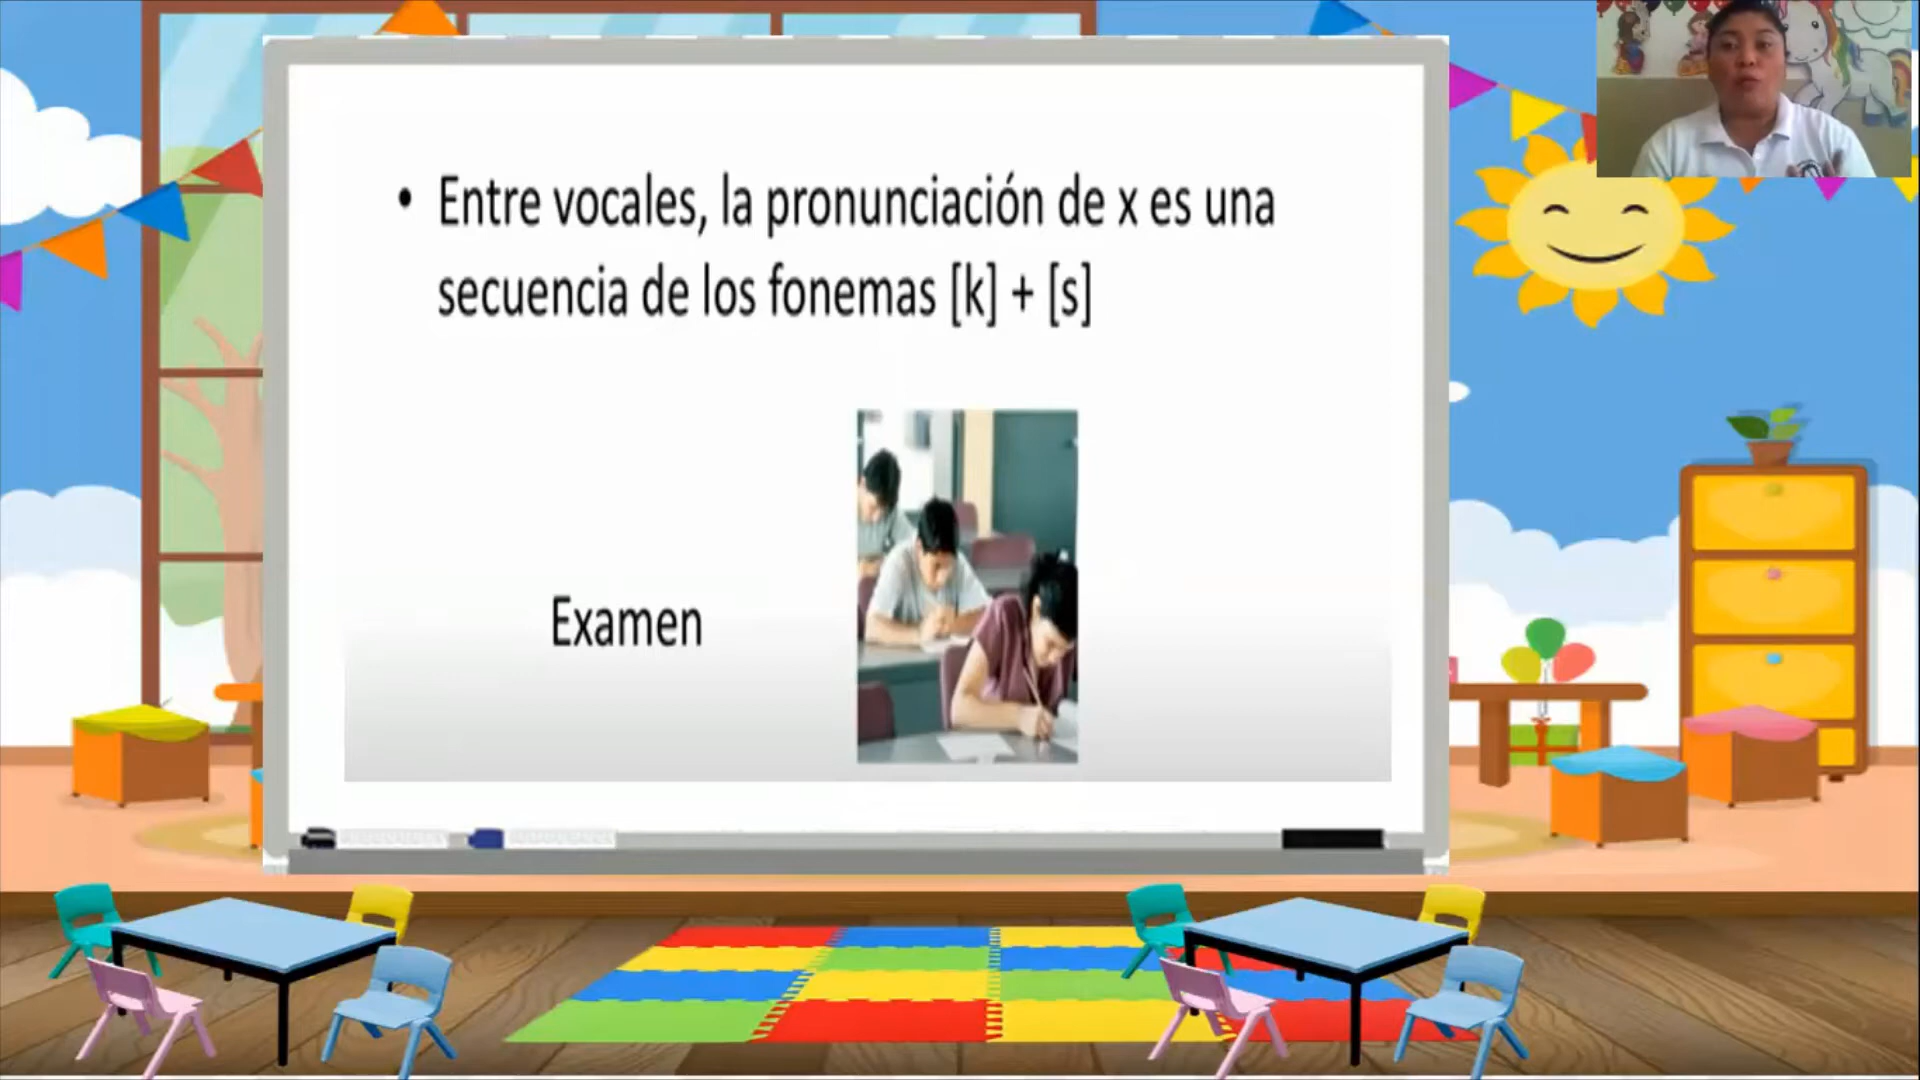 • Entre vocales, la pronunciación de x es una
secuencia de los fonemas [k] + [s]
Examen